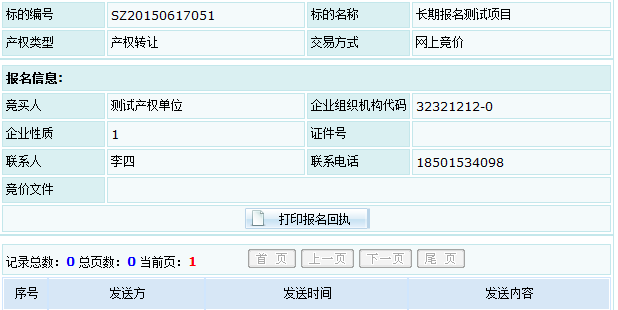 标的编号 SZ20150617051 标的名称 长期报名测试项目
产权类型 产权转让 交易方式 网上竞价
报名信息：
竞买人 测试产权单位 企业组织机构代码 32321212-0
企业性质 1 证件号
联系人 李四 联系电话 18501534098
竞价文件
打印报名回执
记录总数：0 总页数：0 当前页：1 首 页 上一页 下一页 尾 页
序号 发送方 发送时间 发送内容